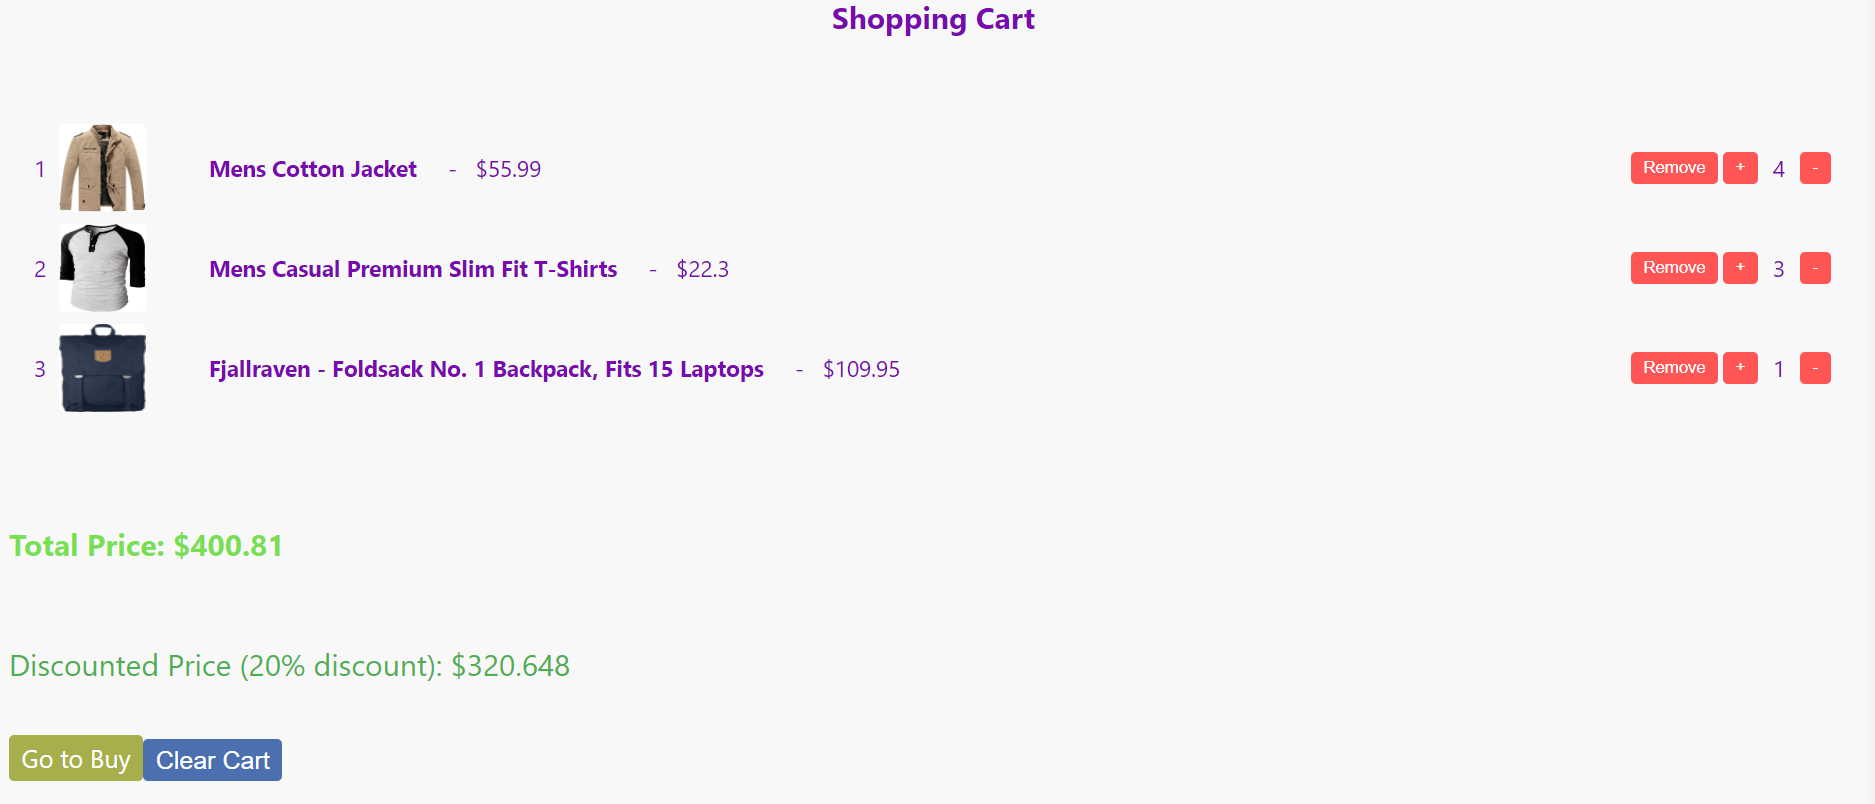 Shopping Cart
1 Mens Cotton Jacket - $55.99 Remove + 4 -
2 Mens Casual Premium Slim Fit T-Shirts - $22.3 Remove + 3 -
3 Fjallraven - Foldsack No. 1 Backpack, Fits 15 Laptops - $109.95 Remove + 1 -
Total Price: $400.81
Discounted Price (20% discount): $320.648
Go to Buy Clear Cart